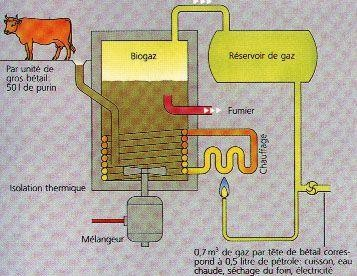 Biogaz
Réservoir de gaz
Par unité de
gros bétail:
50 l de purin
Fumier
Chauffage
Isolation thermique
Mélangeur
0,7 m³ de gaz par tête de bétail corres-
pond à 0,5 litre de pétrole: cuisson, eau
chaude, séchage du foin, électricité